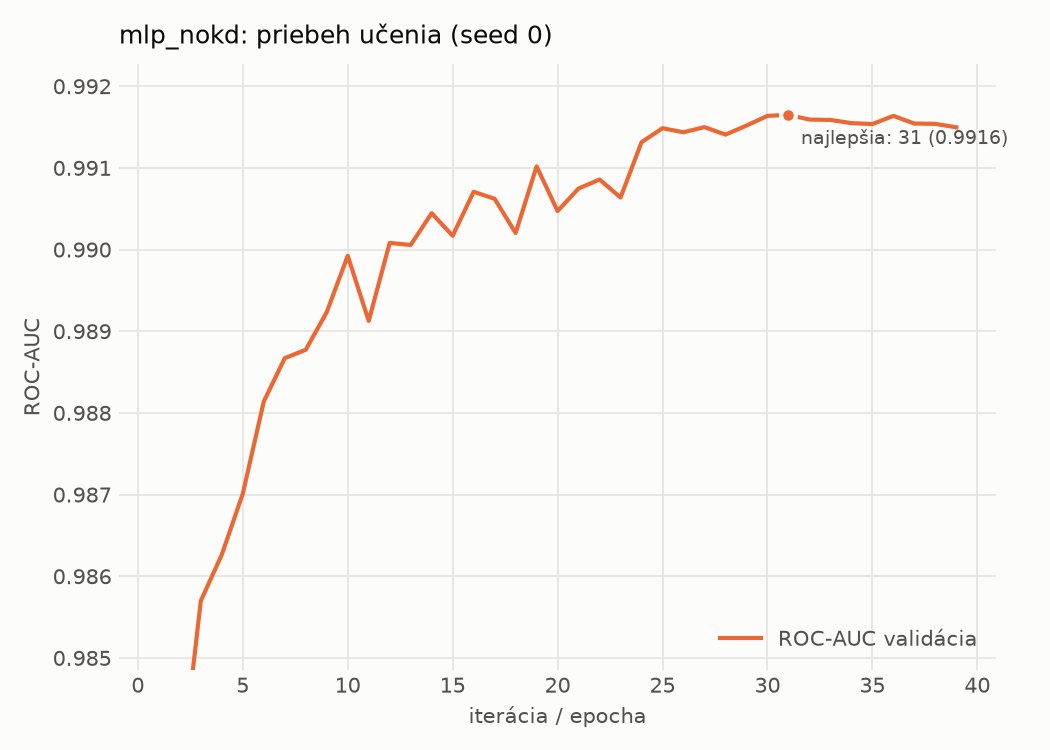 mlp_nokd: priebeh učenia (seed 0)
0.992
0.991
0.990
0.989
0.988
0.987
0.986
0.985
ROC-AUC
najlepšia: 31 (0.9916)
ROC-AUC validácia
0 5 10 15 20 25 30 35 40
iterácia / epocha